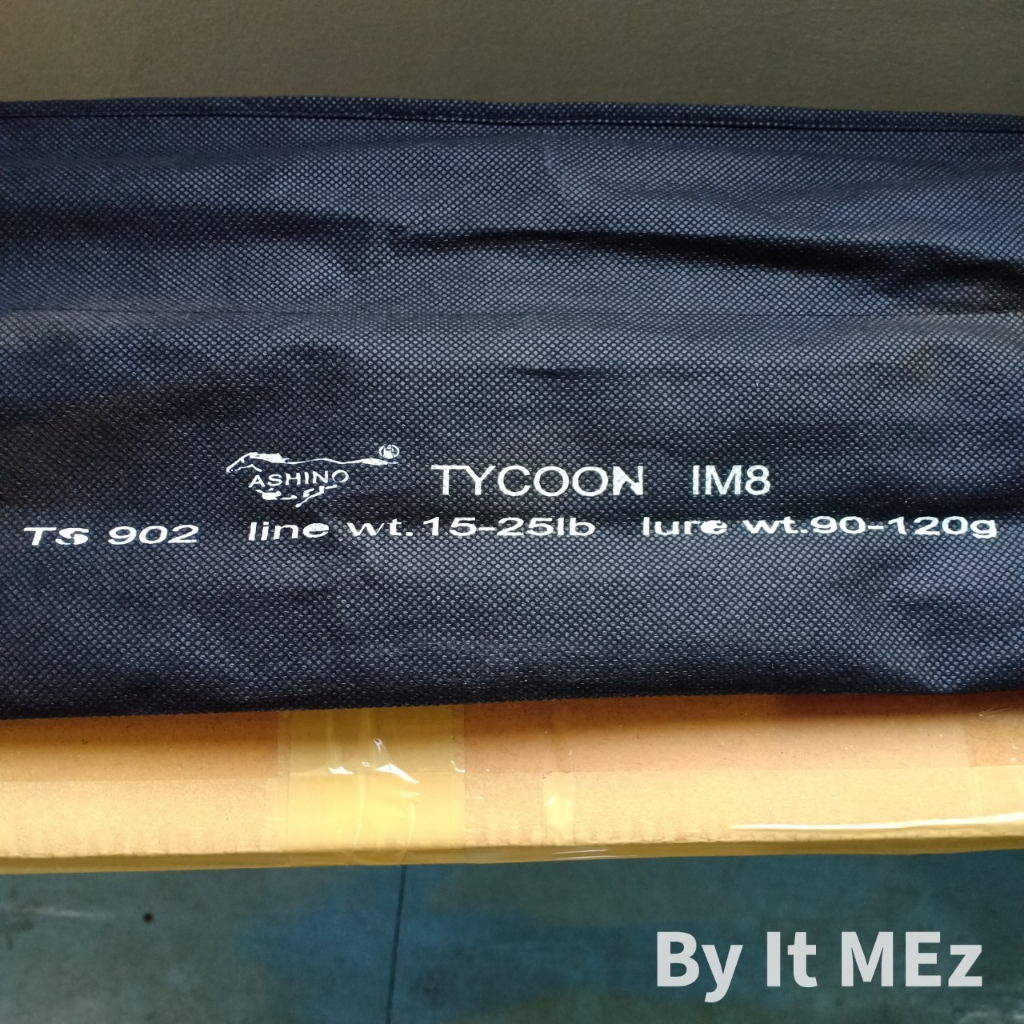 ASHINO TYCOON IM8
TS 902 line wt.15-25lb lure wt.90-120g
By It MEz